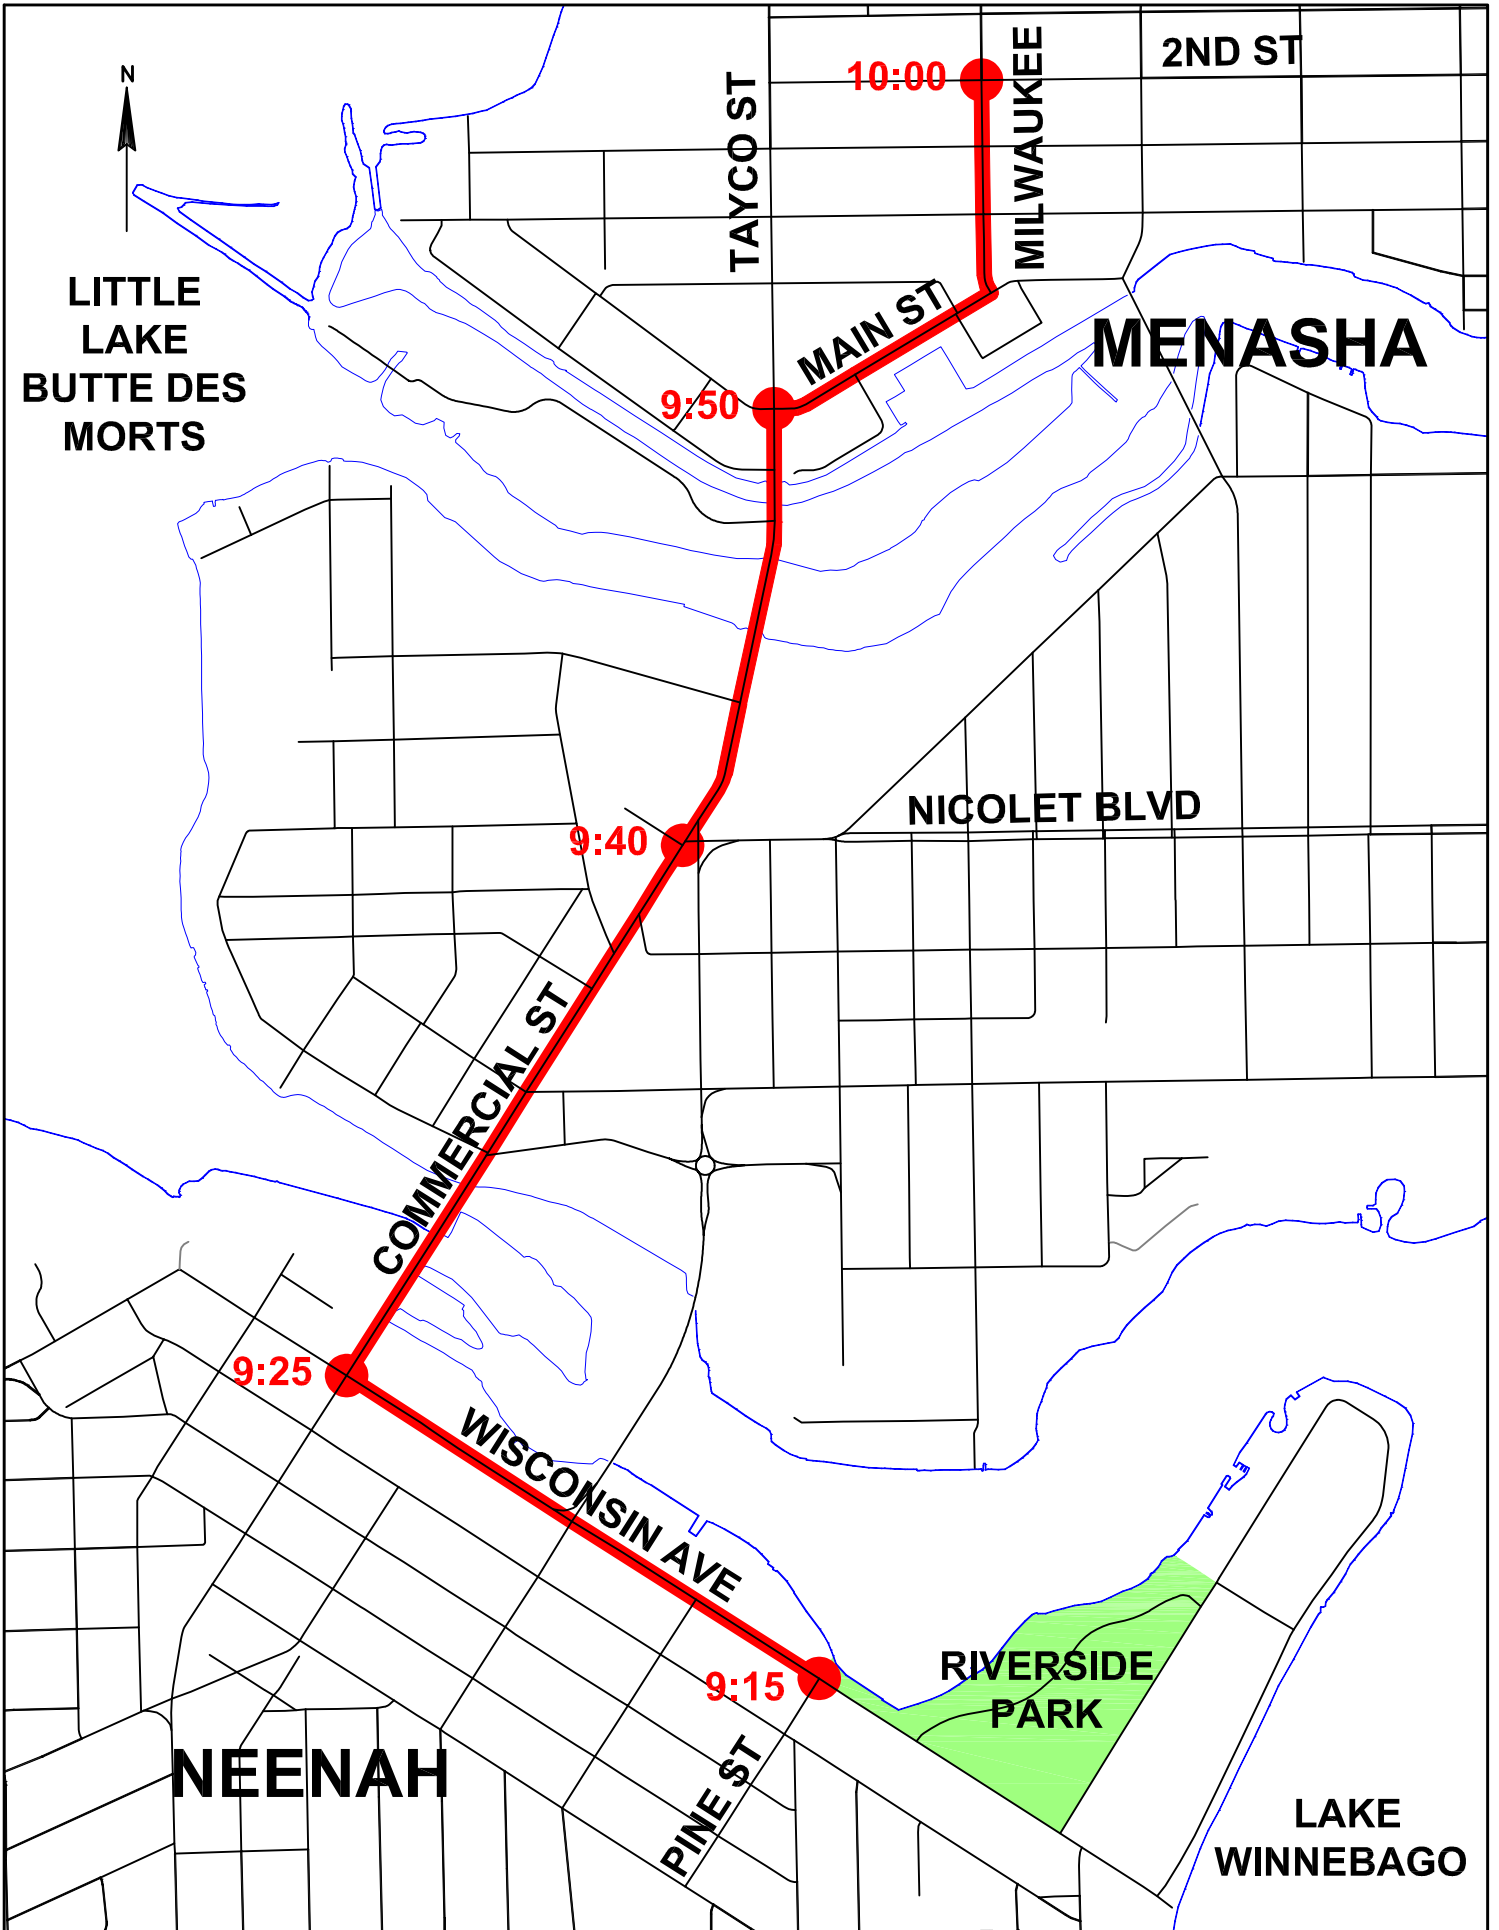 2ND ST
10:00
MILWAUKEE
TAYCO ST
N
LITTLE
LAKE
BUTTE DES
MORTS
MAIN ST
MENASHA
9:50
NICOLET BLVD
9:40
COMMERCIAL ST
9:25
WISCONSIN AVE
9:15
RIVERSIDE
PARK
NEENAH
PINE ST
LAKE
WINNEBAGO